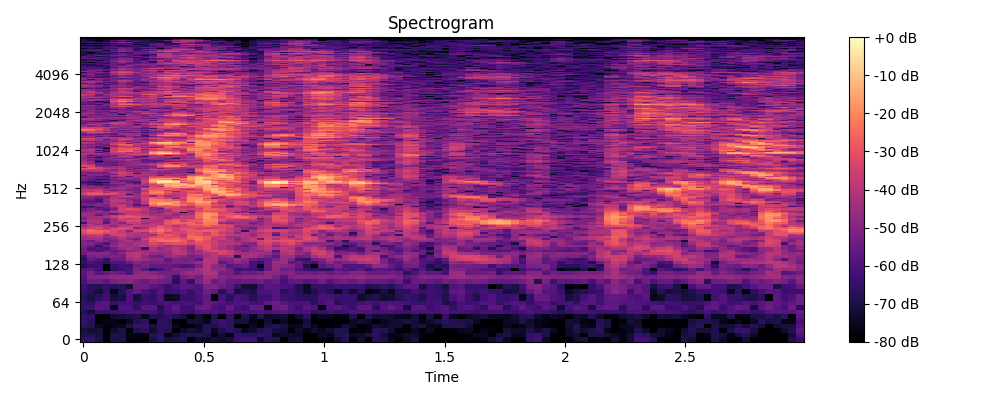 Spectrogram
+0 dB
4096
-10 dB
2048
-20 dB
1024
-30 dB
Hz
512
-40 dB
256
-50 dB
128
-60 dB
64
-70 dB
0
-80 dB
0
0.5
1
1.5
2
2.5
Time